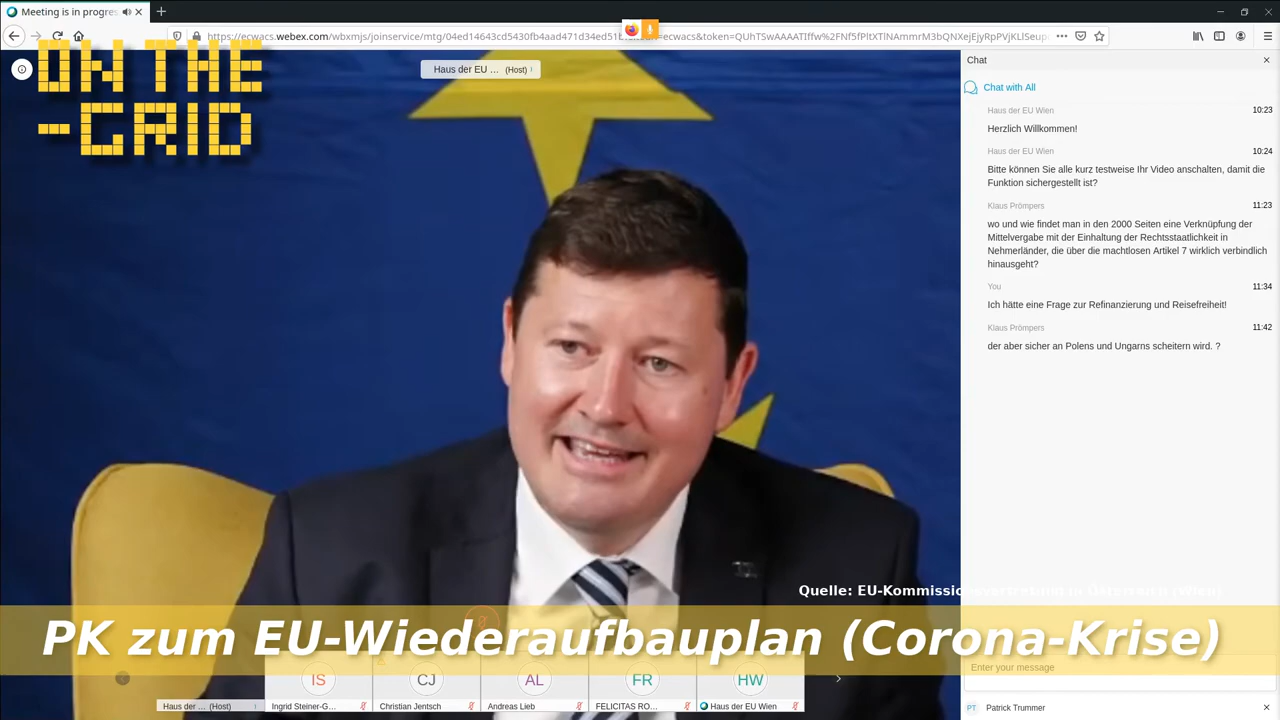 Meeting is in progres
https://ecwacs.webex.com/wbxmjs/joinservice/mtg/
ON THE
-GRID
Haus der EU ... (Host)
Chat
Chat with All
Haus der EU Wien 10:23
Herzlich Willkommen!
Haus der EU Wien 10:24
Bitte können Sie alle kurz testweise Ihr Video anschalten, damit die
Funktion sichergestellt ist?
Klaus Prömpers 11:23
wo und wie findet man in den 2000 Seiten eine Verknüpfung der
Mittelvergabe mit der Einhaltung der Rechtsstaatlichkeit in
Nehmerländer, die über die machtlosen Artikel 7 wirklich verbindlich
hinausgeht?
You 11:34
Ich hätte eine Frage zur Refinanzierung und Reisefreiheit!
Klaus Prömpers 11:42
der aber sicher an Polens und Ungarns scheitern wird. ?
Quelle: EU-Kommissionsvertretung in Österreich (Wien)
PK zum EU-Wiederaufbauplan (Corona-Krise)
Enter your message
IS
CJ
AL
FR
HW
Haus der ... (Host)
Ingrid Steiner-G...
Christian Jentsch
Andreas Lieb
FELICITAS RO...
Haus der EU Wien
PT Patrick Trummer